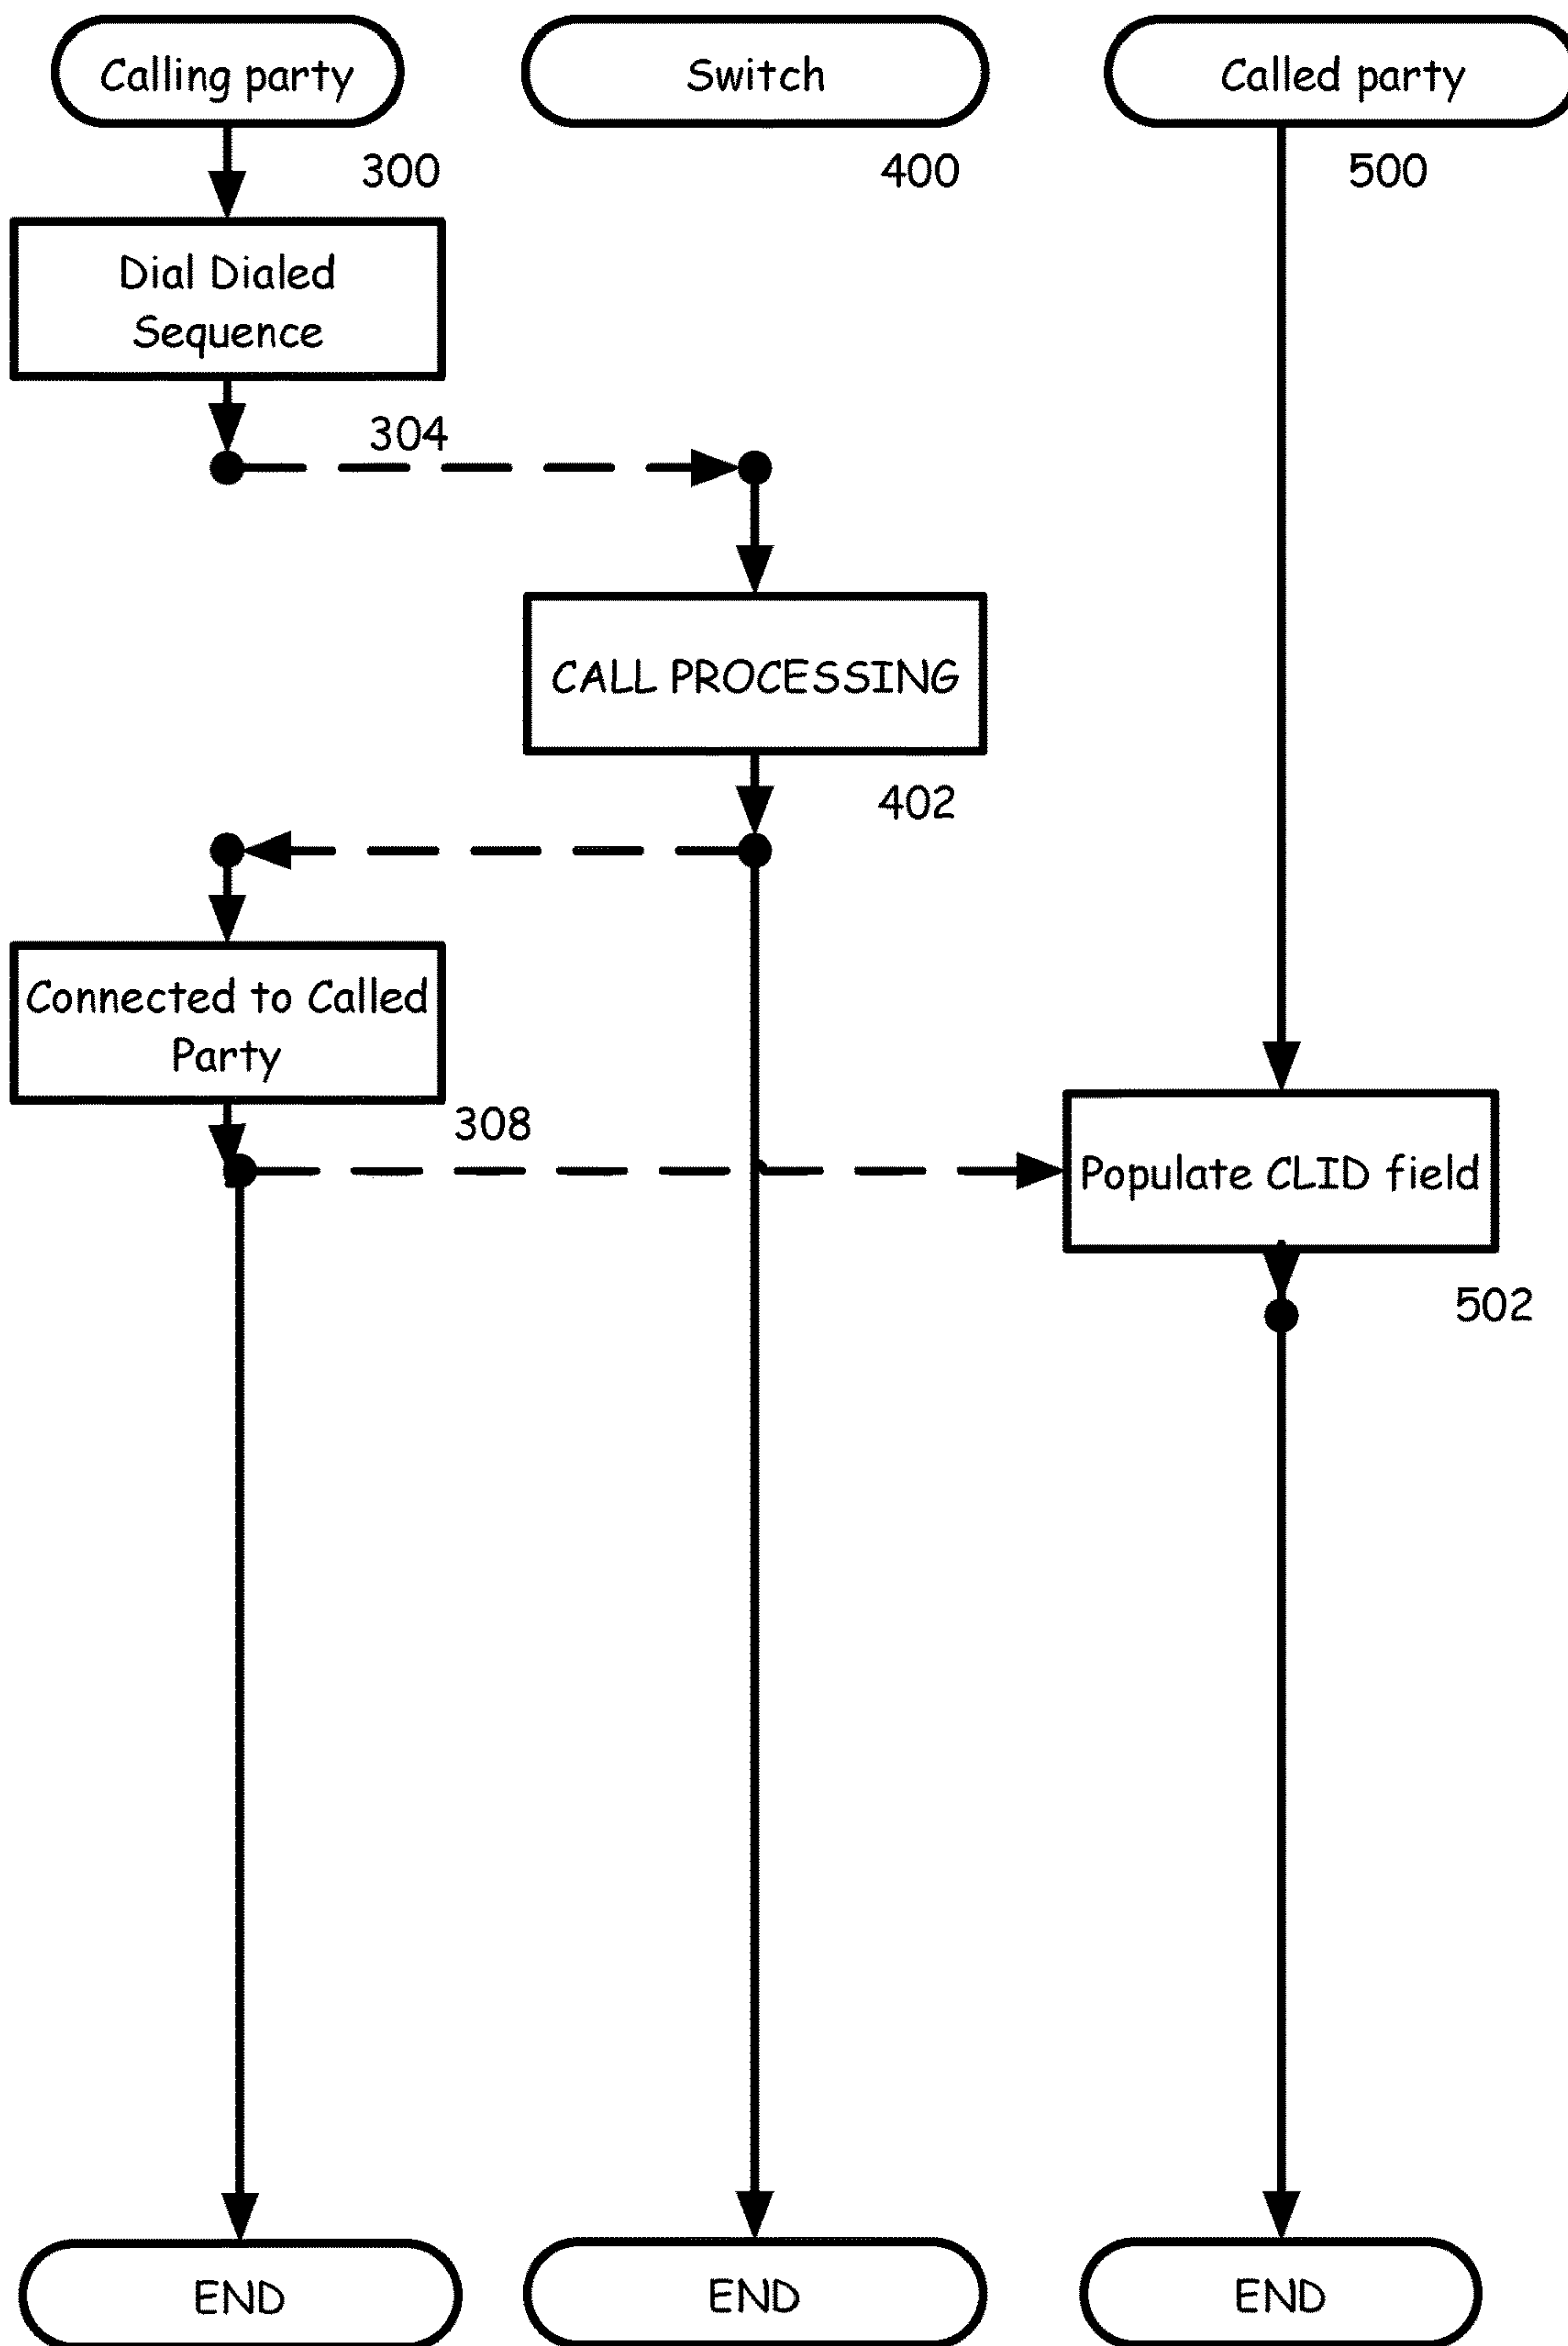 Calling party
Switch
Called party
300
400
500
Dial Dialed
Sequence
304
CALL PROCESSING
402
Connected to Called
Party
308
Populate CLID field
502
END
END
END